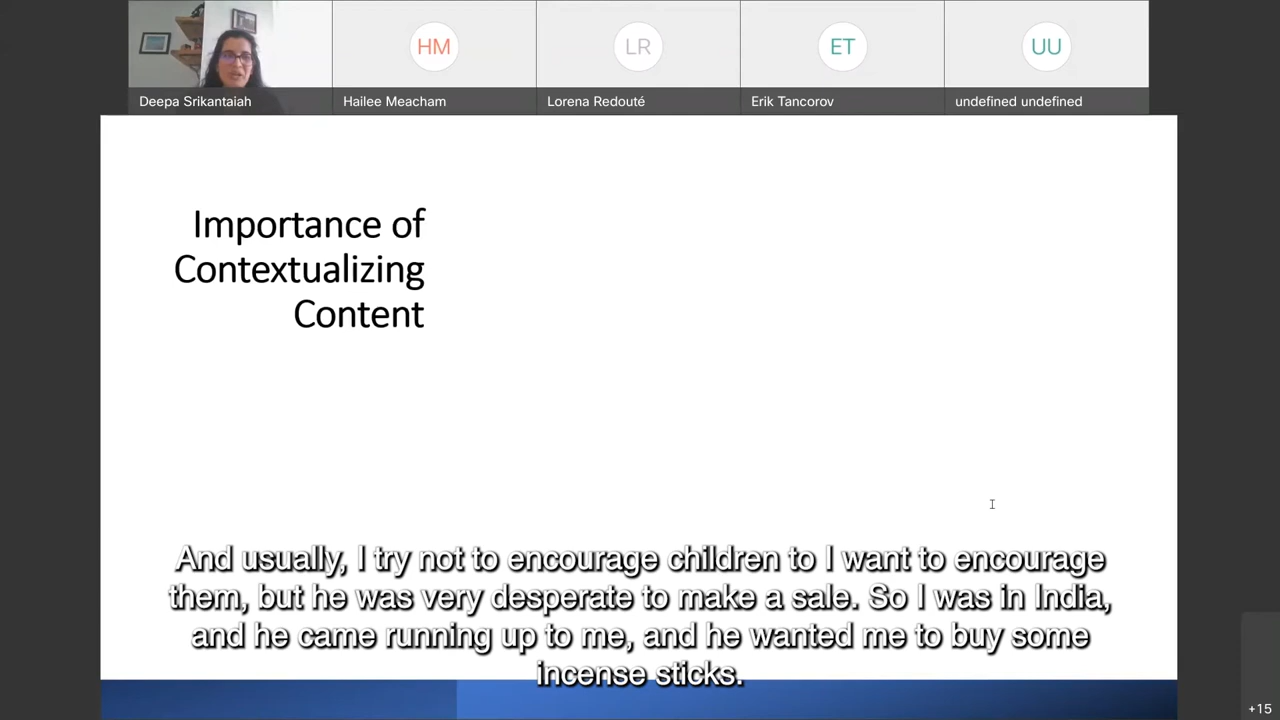 HM
LR
ET
UU
Deepa Srikantaiah
Hailee Meacham
Lorena Redouté
Erik Tancorov
undefined undefined
Importance of
Contextualizing
Content
And usually, I try not to encourage children to I want to encourage
them, but he was very desperate to make a sale. So I was in India,
and he came running up to me, and he wanted me to buy some
incense sticks.
+15